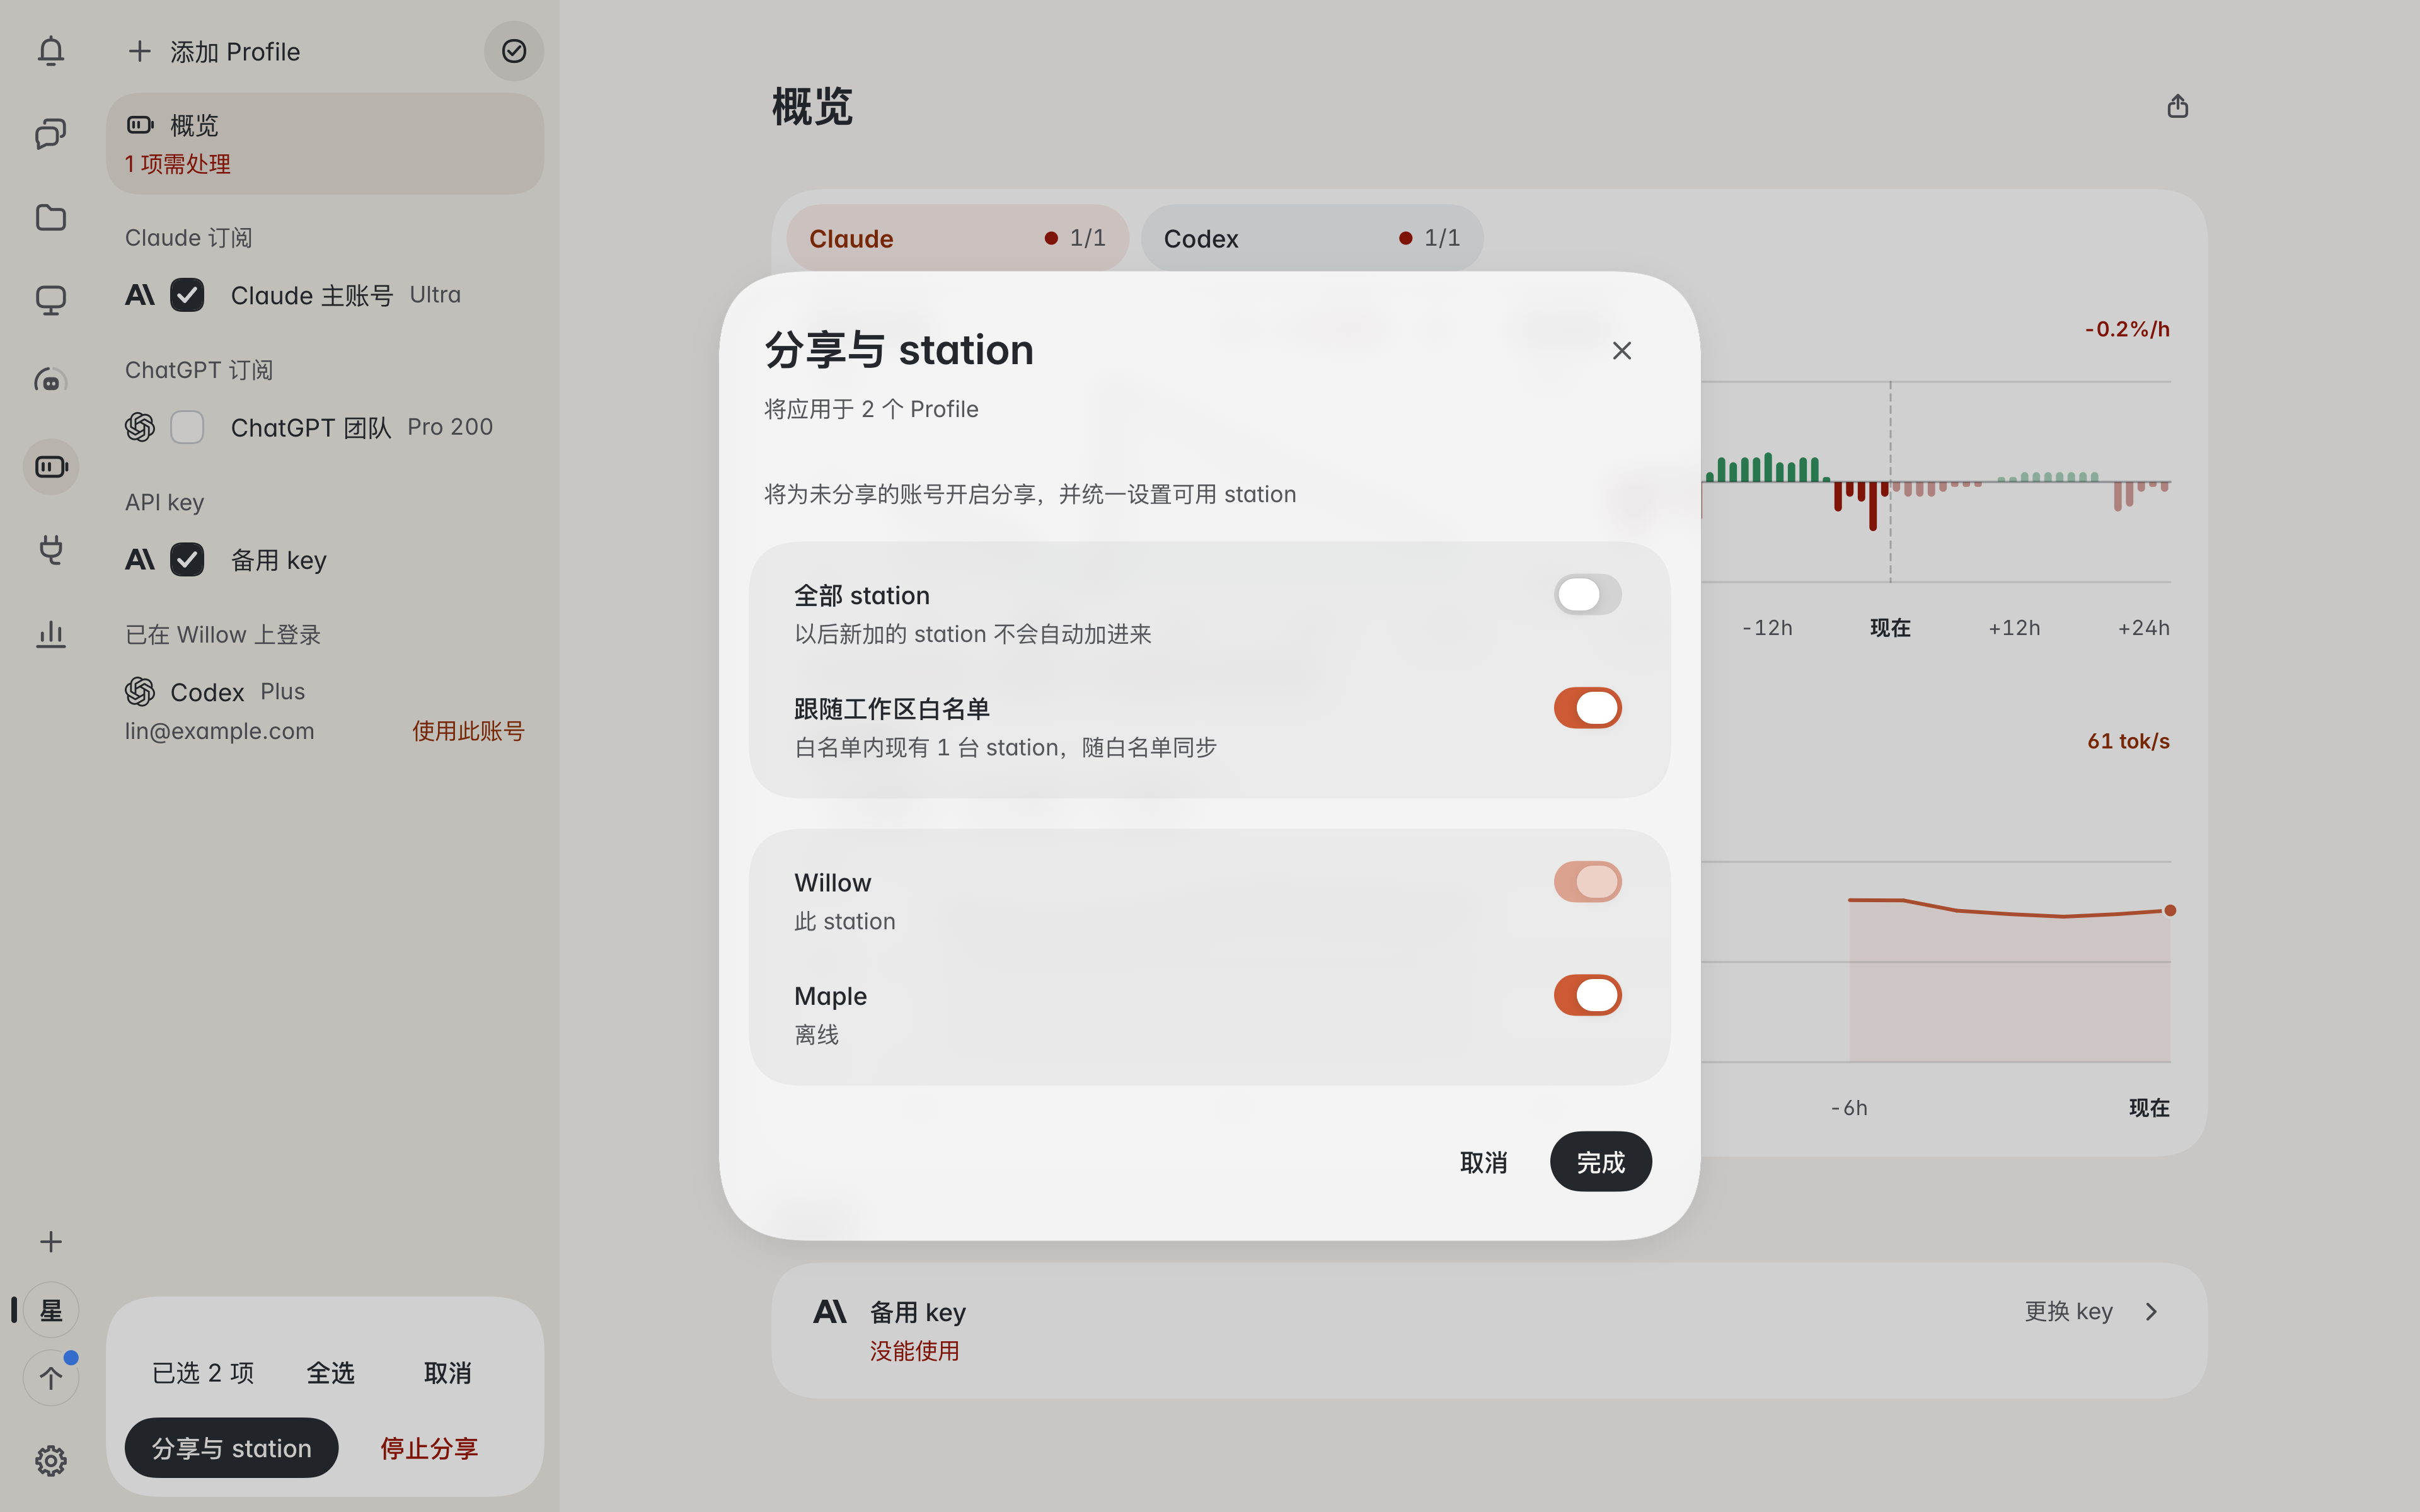 添加 Profile
概览
1 项需处理
Claude 订阅
Claude 主账号 Ultra
ChatGPT 订阅
ChatGPT 团队 Pro 200
API key
备用 key
已在 Willow 上登录
Codex Plus
lin@example.com 使用此账号
星
个
已选 2 项 全选 取消
分享与 station 停止分享
概览
Claude 1/1 Codex 1/1
-0.2%/h
-12h 现在 +12h +24h
61 tok/s
-6h 现在
分享与 station
将应用于 2 个 Profile
将为未分享的账号开启分享，并统一设置可用 station
全部 station
以后新加的 station 不会自动加进来
跟随工作区白名单
白名单内现有 1 台 station，随白名单同步
Willow
此 station
Maple
离线
取消 完成
备用 key 更换 key
没能使用